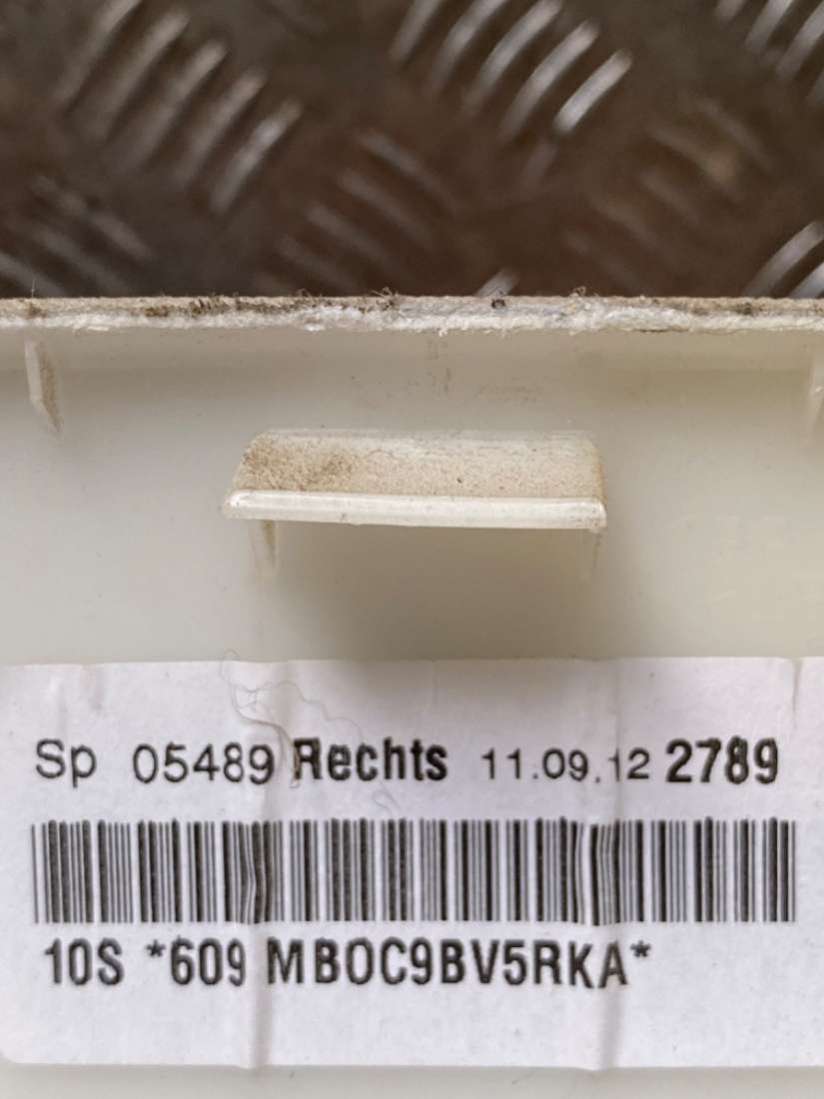 Sp 05489 Rechts 11.09.12 2789
10S *609 MBOC9BV5RKA*